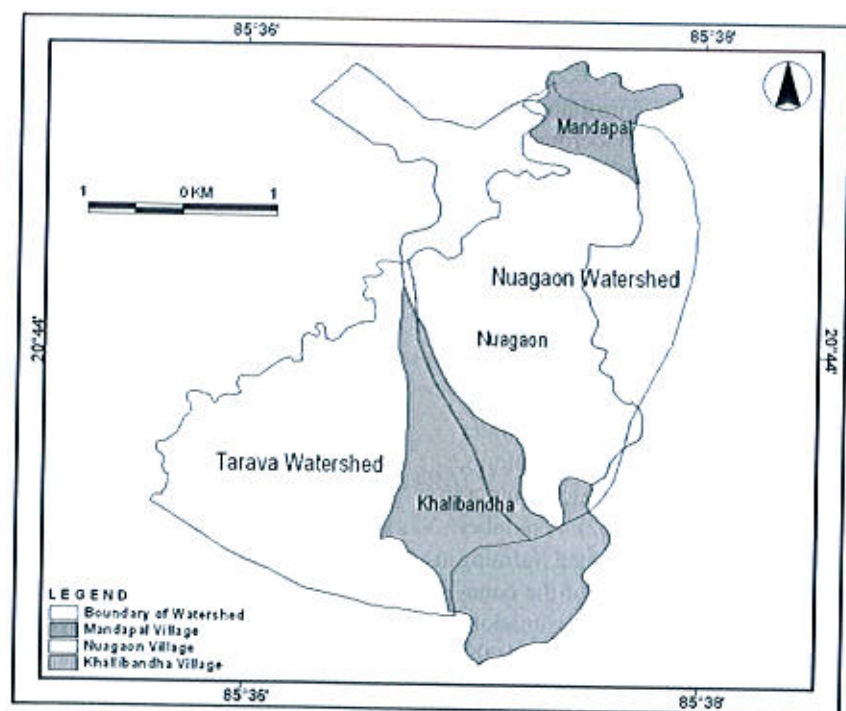 85°36'
85°38'
Mandapal
1 0 KM 1
Nuagaon Watershed
20°44'
Nuagaon
20°44'
Tarava Watershed
Khalibandha
LEGEND
Boundary of Watershed
Mandapal Village
Nuagaon Village
Khallibandha Village
85°36'
85°38'